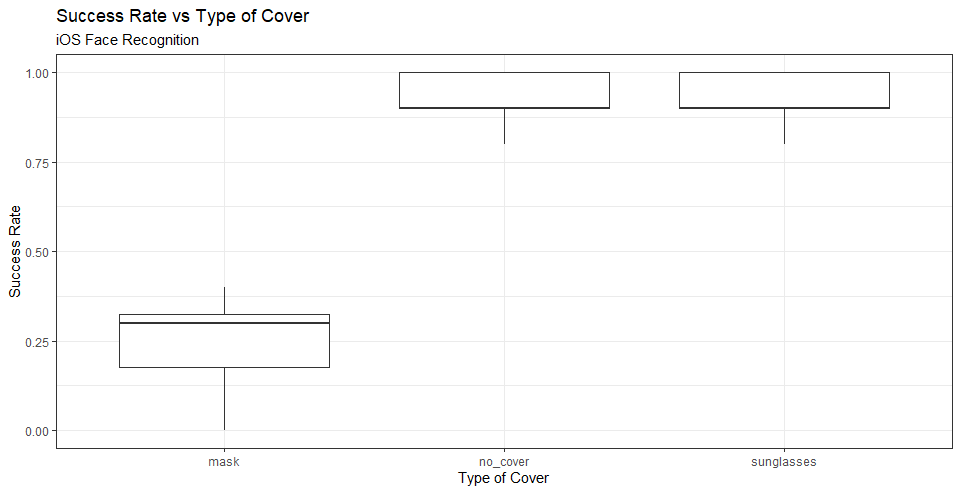 Success Rate vs Type of Cover
iOS Face Recognition
1.00
0.75
0.50
0.25
0.00
Success Rate
mask no_cover sunglasses
Type of Cover